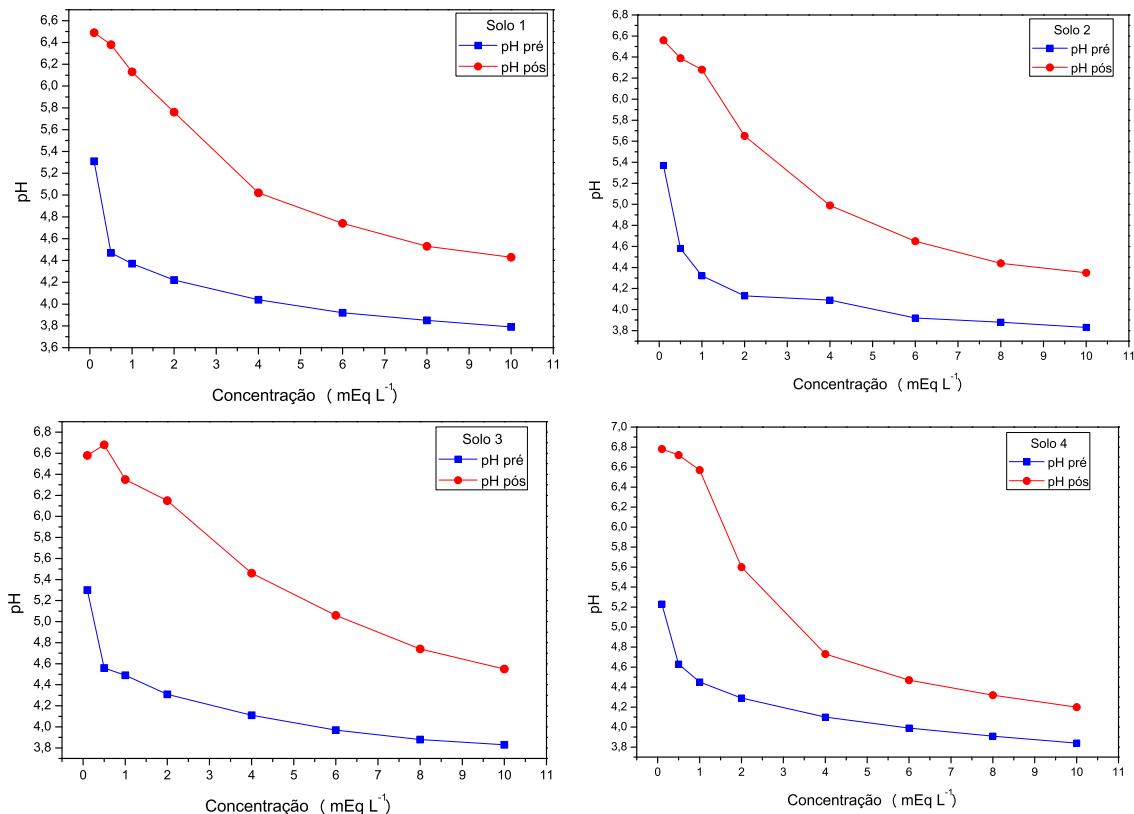 Solo 1
pH pré
pH pós
6,6
6,4
6,2
6,0
5,8
5,6
5,4
5,2
5,0
4,8
4,6
4,4
4,2
4,0
3,8
3,6
pH
0 1 2 3 4 5 6 7 8 9 10 11
Concentração ( mEq L-1)
Solo 2
pH pré
pH pós
6,8
6,6
6,4
6,2
6,0
5,8
5,6
5,4
5,2
5,0
4,8
4,6
4,4
4,2
4,0
3,8
pH
0 1 2 3 4 5 6 7 8 9 10 11
Concentração ( mEq L-1)
Solo 3
pH pré
pH pós
6,8
6,6
6,4
6,2
6,0
5,8
5,6
5,4
5,2
5,0
4,8
4,6
4,4
4,2
4,0
3,8
pH
0 1 2 3 4 5 6 7 8 9 10 11
Concentração ( mEq L-1)
Solo 4
pH pré
pH pós
7,0
6,8
6,6
6,4
6,2
6,0
5,8
5,6
5,4
5,2
5,0
4,8
4,6
4,4
4,2
4,0
3,8
pH
0 1 2 3 4 5 6 7 8 9 10 11
Concentração ( mEq L-1)